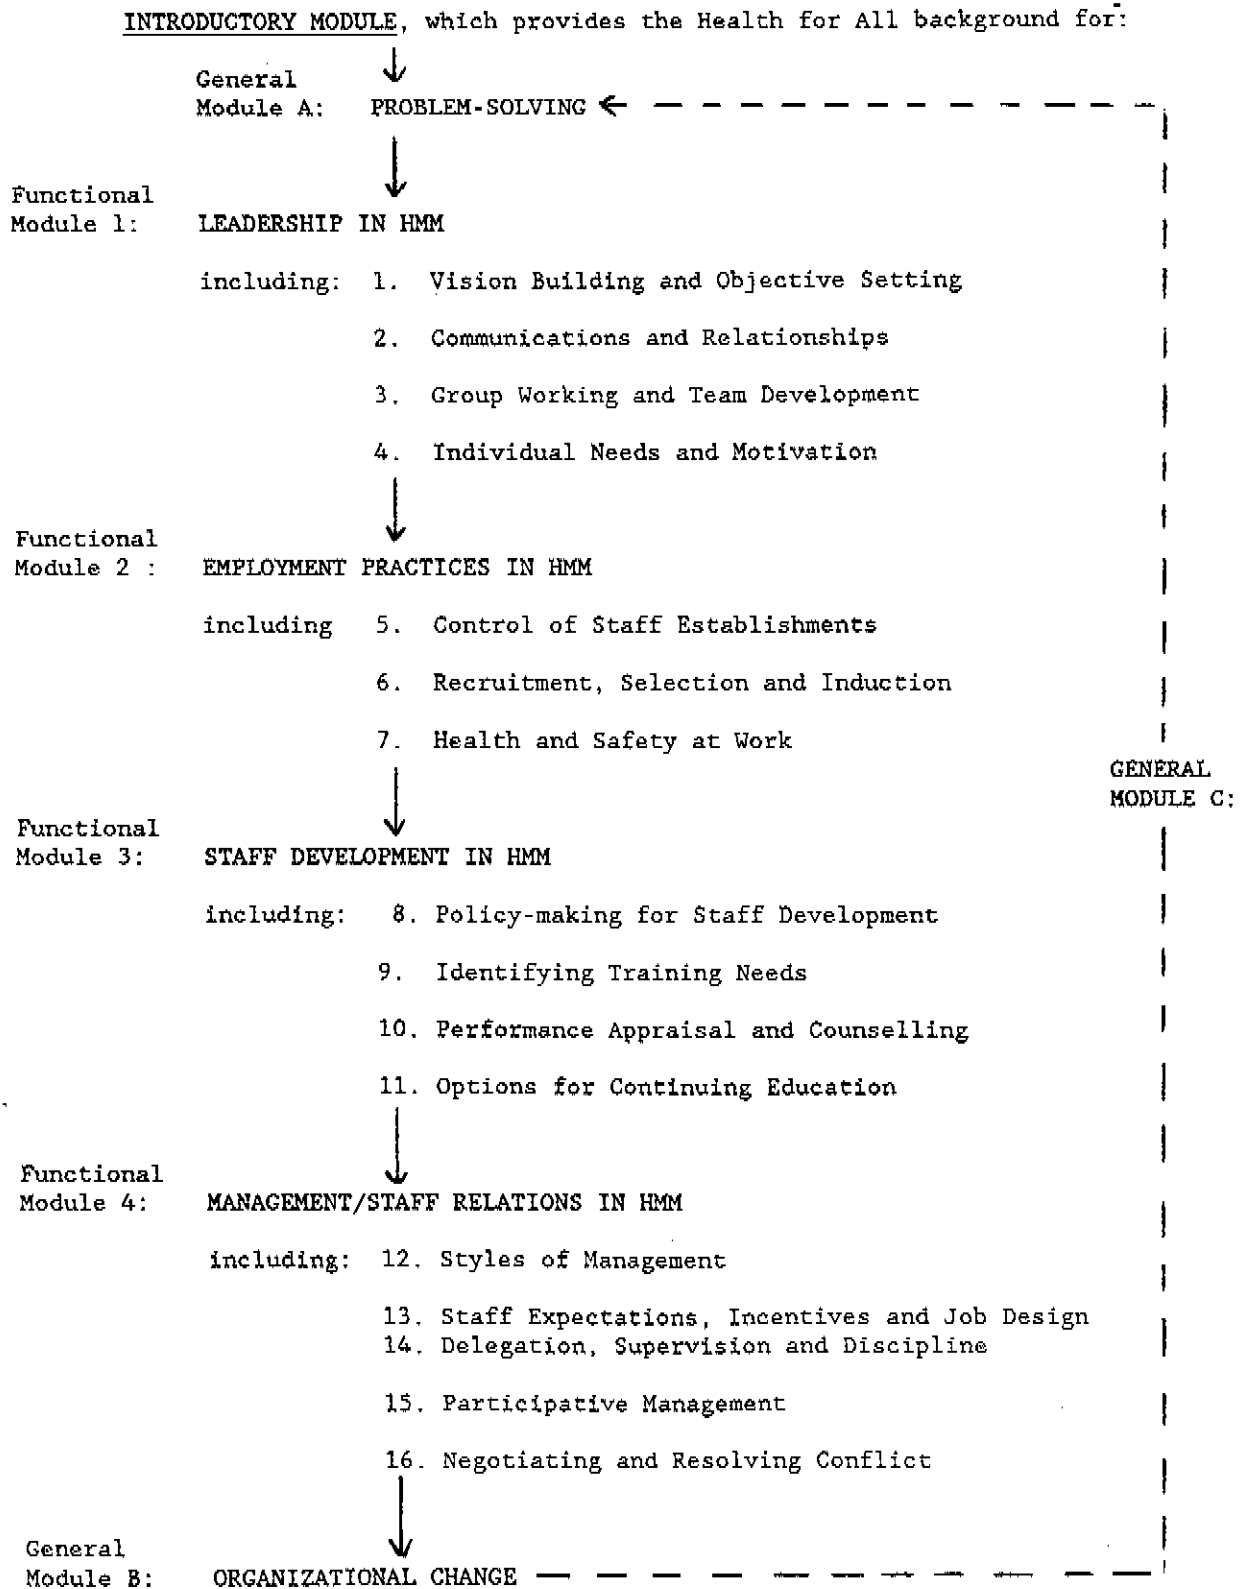 INTRODUCTORY MODULE, which provides the Health for All background for:
General
Module A: PROBLEM-SOLVING
Functional
Module 1: LEADERSHIP IN HMM
including: 1. Vision Building and Objective Setting
2. Communications and Relationships
3. Group Working and Team Development
4. Individual Needs and Motivation
Functional
Module 2 : EMPLOYMENT PRACTICES IN HMM
including 5. Control of Staff Establishments
6. Recruitment, Selection and Induction
7. Health and Safety at Work
GENERAL
MODULE C:
Functional
Module 3: STAFF DEVELOPMENT IN HMM
including: 8. Policy-making for Staff Development
9. Identifying Training Needs
10. Performance Appraisal and Counselling
11. Options for Continuing Education
Functional
Module 4: MANAGEMENT/STAFF RELATIONS IN HMM
including: 12. Styles of Management
13. Staff Expectations, Incentives and Job Design
14. Delegation, Supervision and Discipline
15. Participative Management
16. Negotiating and Resolving Conflict
General
Module B: ORGANIZATIONAL CHANGE